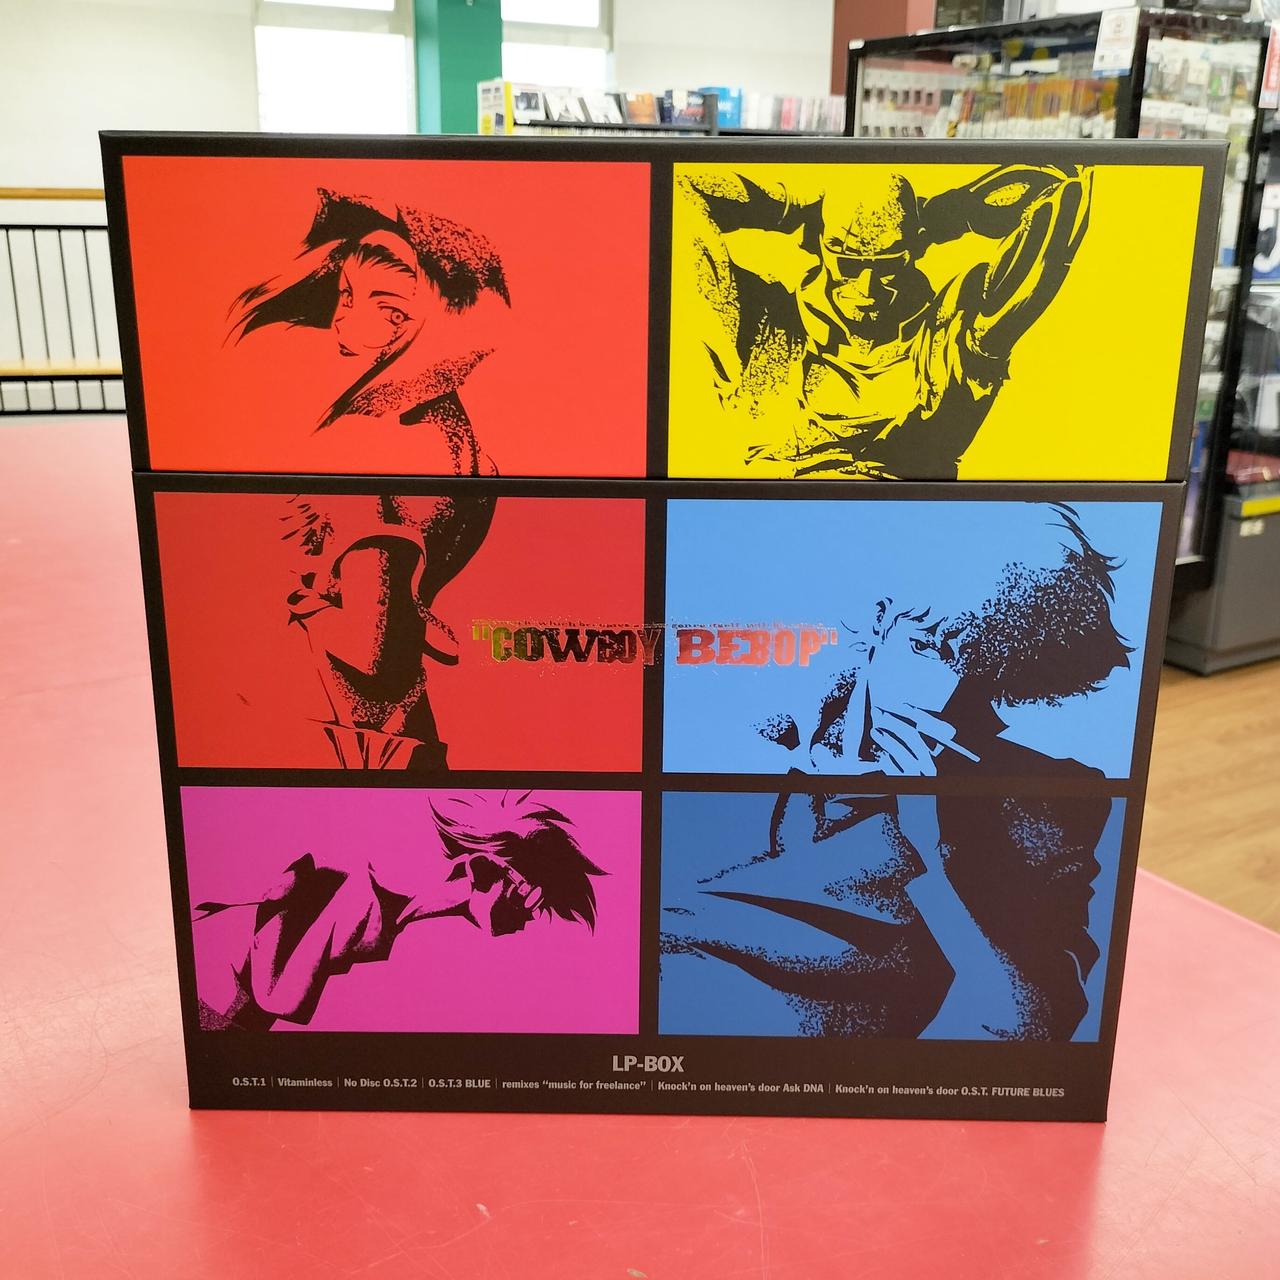 "COWBOY BEBOP"
LP-BOX
O.S.T.1 | Vitaminless | No Disc O.S.T.2 | O.S.T.3 BLUE | remixes "music for freelance" | Knock'n on heaven's door Ask DNA | Knock'n on heaven's door O.S.T. FUTURE BLUES